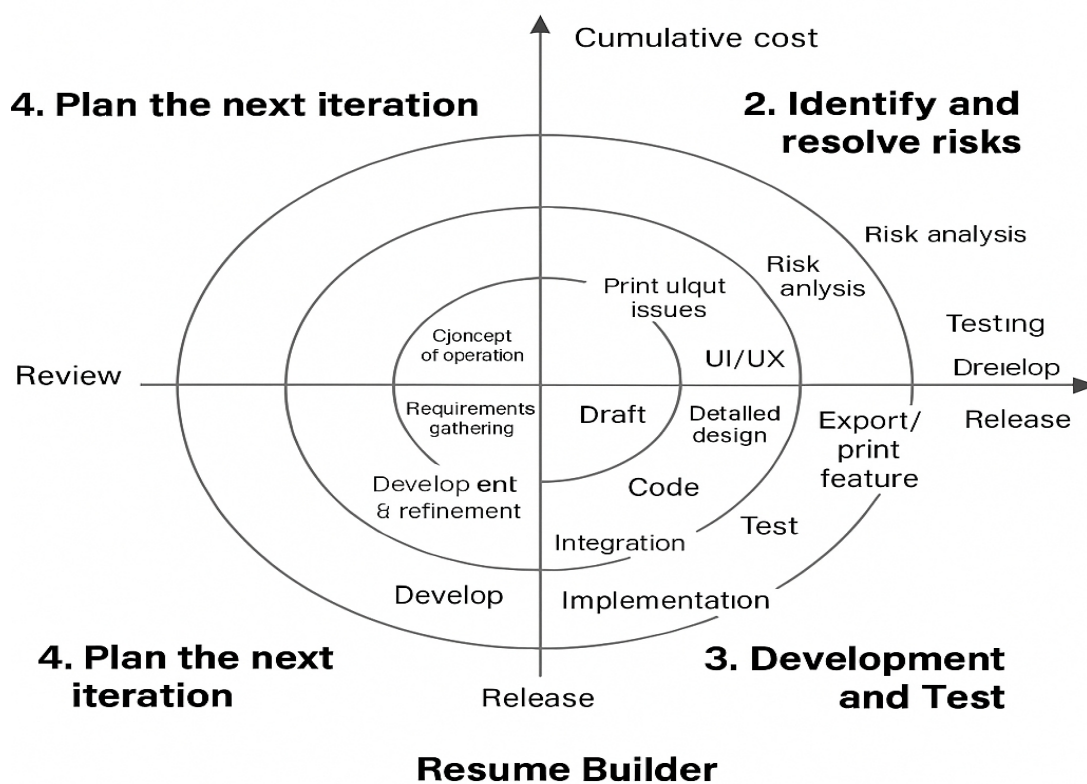 Cumulative cost
4. Plan the next iteration
2. Identify and
resolve risks
Risk analysis
Risk
anlysis
Print ulqut
issues
Testing
Cjoncept
of operation
UI/UX
Review
Dreielop
Requirements
gathering
Draft
Detalled
design
Export/
print
feature
Release
Develop ent
& refinement
Code
Test
Integration
Develop
Implementation
4. Plan the next
iteration
3. Development
and Test
Release
Resume Builder